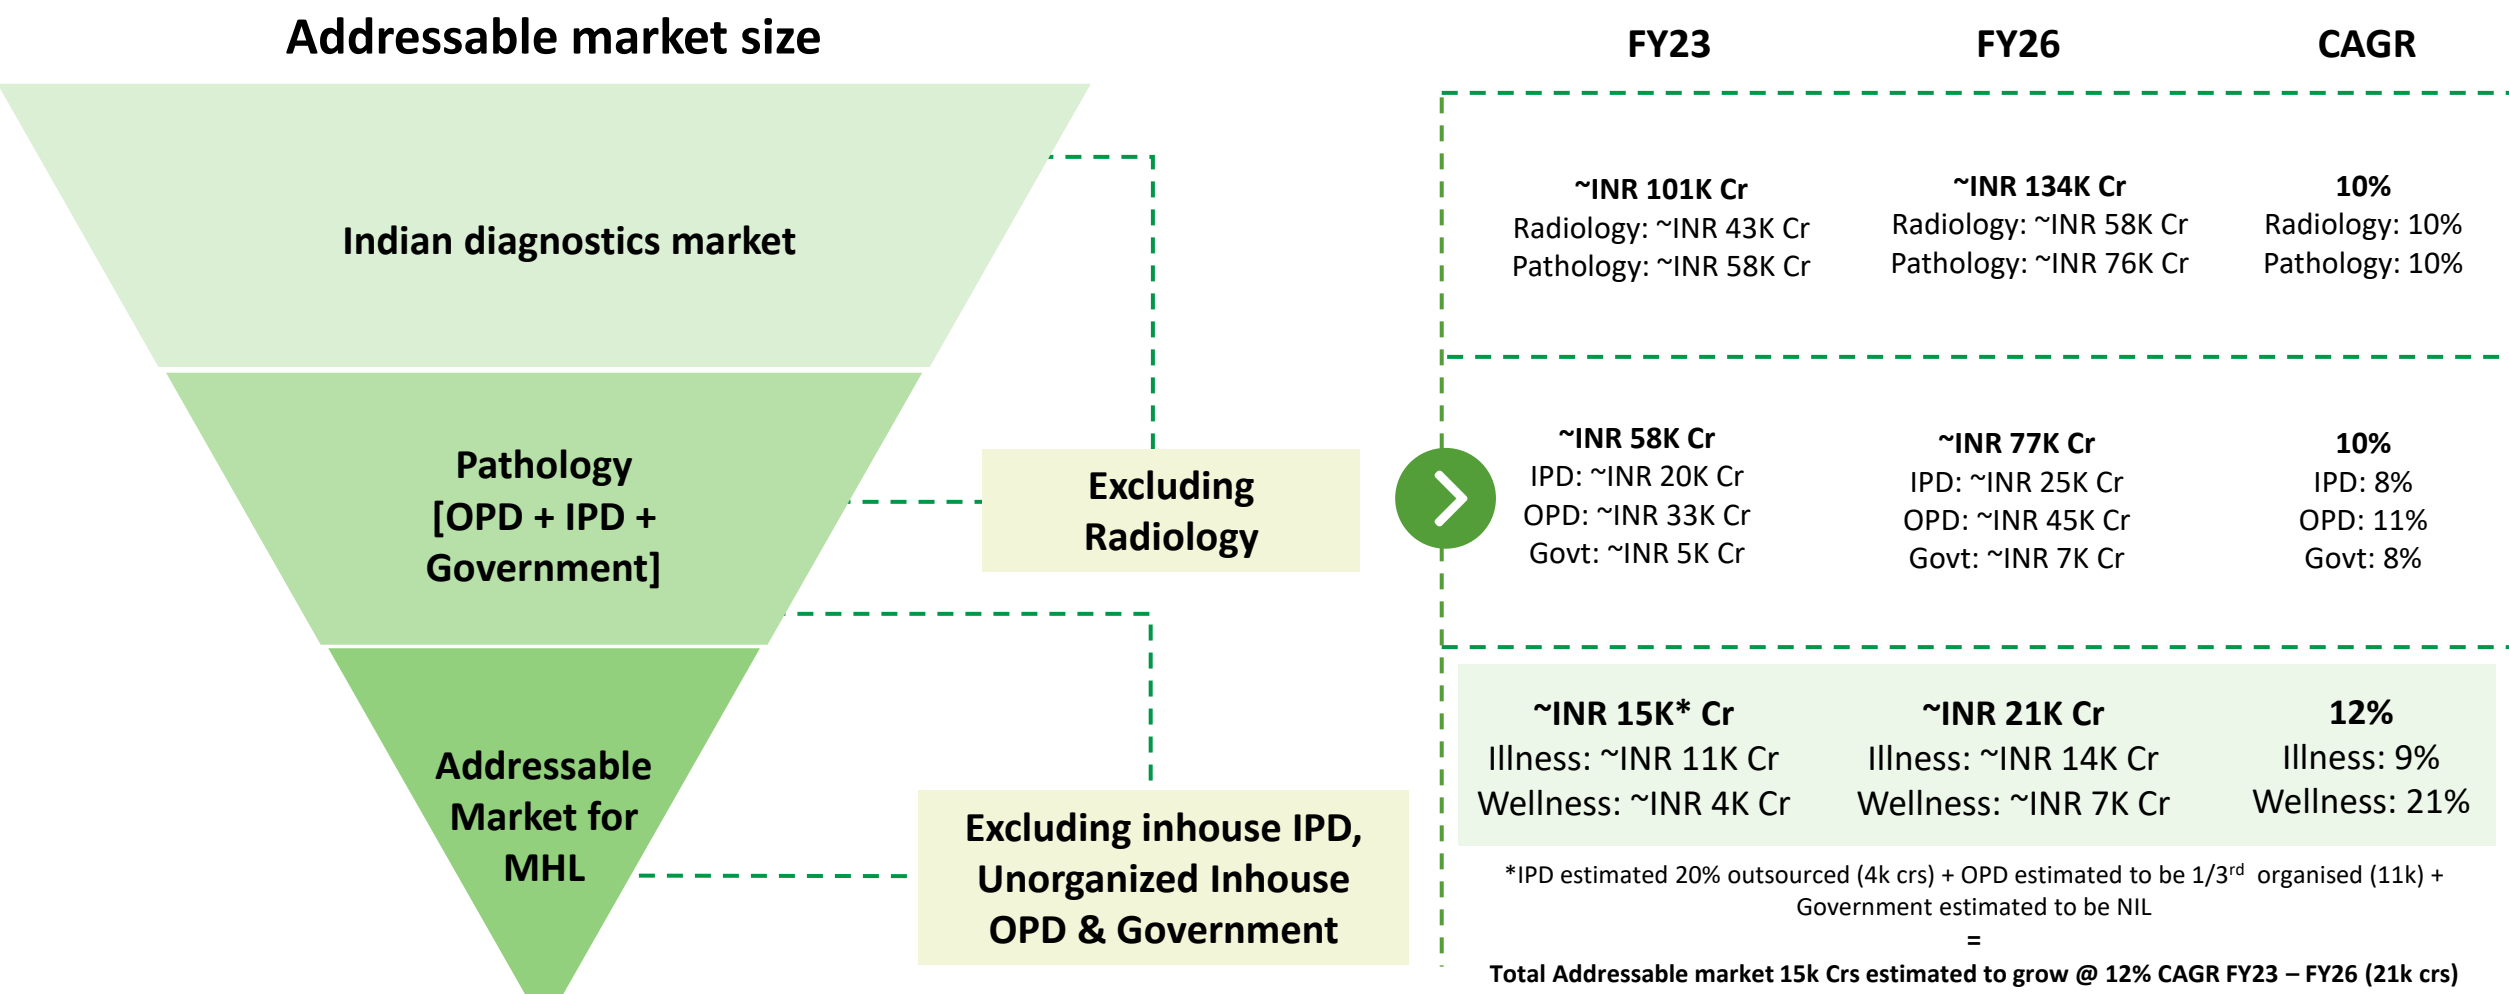 Addressable market size
FY23
FY26
CAGR
Indian diagnostics market
~INR 101K Cr
Radiology: ~INR 43K Cr
Pathology: ~INR 58K Cr
~INR 134K Cr
Radiology: ~INR 58K Cr
Pathology: ~INR 76K Cr
10%
Radiology: 10%
Pathology: 10%
Pathology
[OPD + IPD +
Government]
Excluding
Radiology
~INR 58K Cr
IPD: ~INR 20K Cr
OPD: ~INR 33K Cr
Govt: ~INR 5K Cr
~INR 77K Cr
IPD: ~INR 25K Cr
OPD: ~INR 45K Cr
Govt: ~INR 7K Cr
10%
IPD: 8%
OPD: 11%
Govt: 8%
Addressable
Market for
MHL
Excluding inhouse IPD,
Unorganized Inhouse
OPD & Government
~INR 15K* Cr
Illness: ~INR 11K Cr
Wellness: ~INR 4K Cr
~INR 21K Cr
Illness: ~INR 14K Cr
Wellness: ~INR 7K Cr
12%
Illness: 9%
Wellness: 21%
*IPD estimated 20% outsourced (4k crs) + OPD estimated to be 1/3rd organised (11k) +
Government estimated to be NIL
=
Total Addressable market 15k Crs estimated to grow @ 12% CAGR FY23 – FY26 (21k crs)